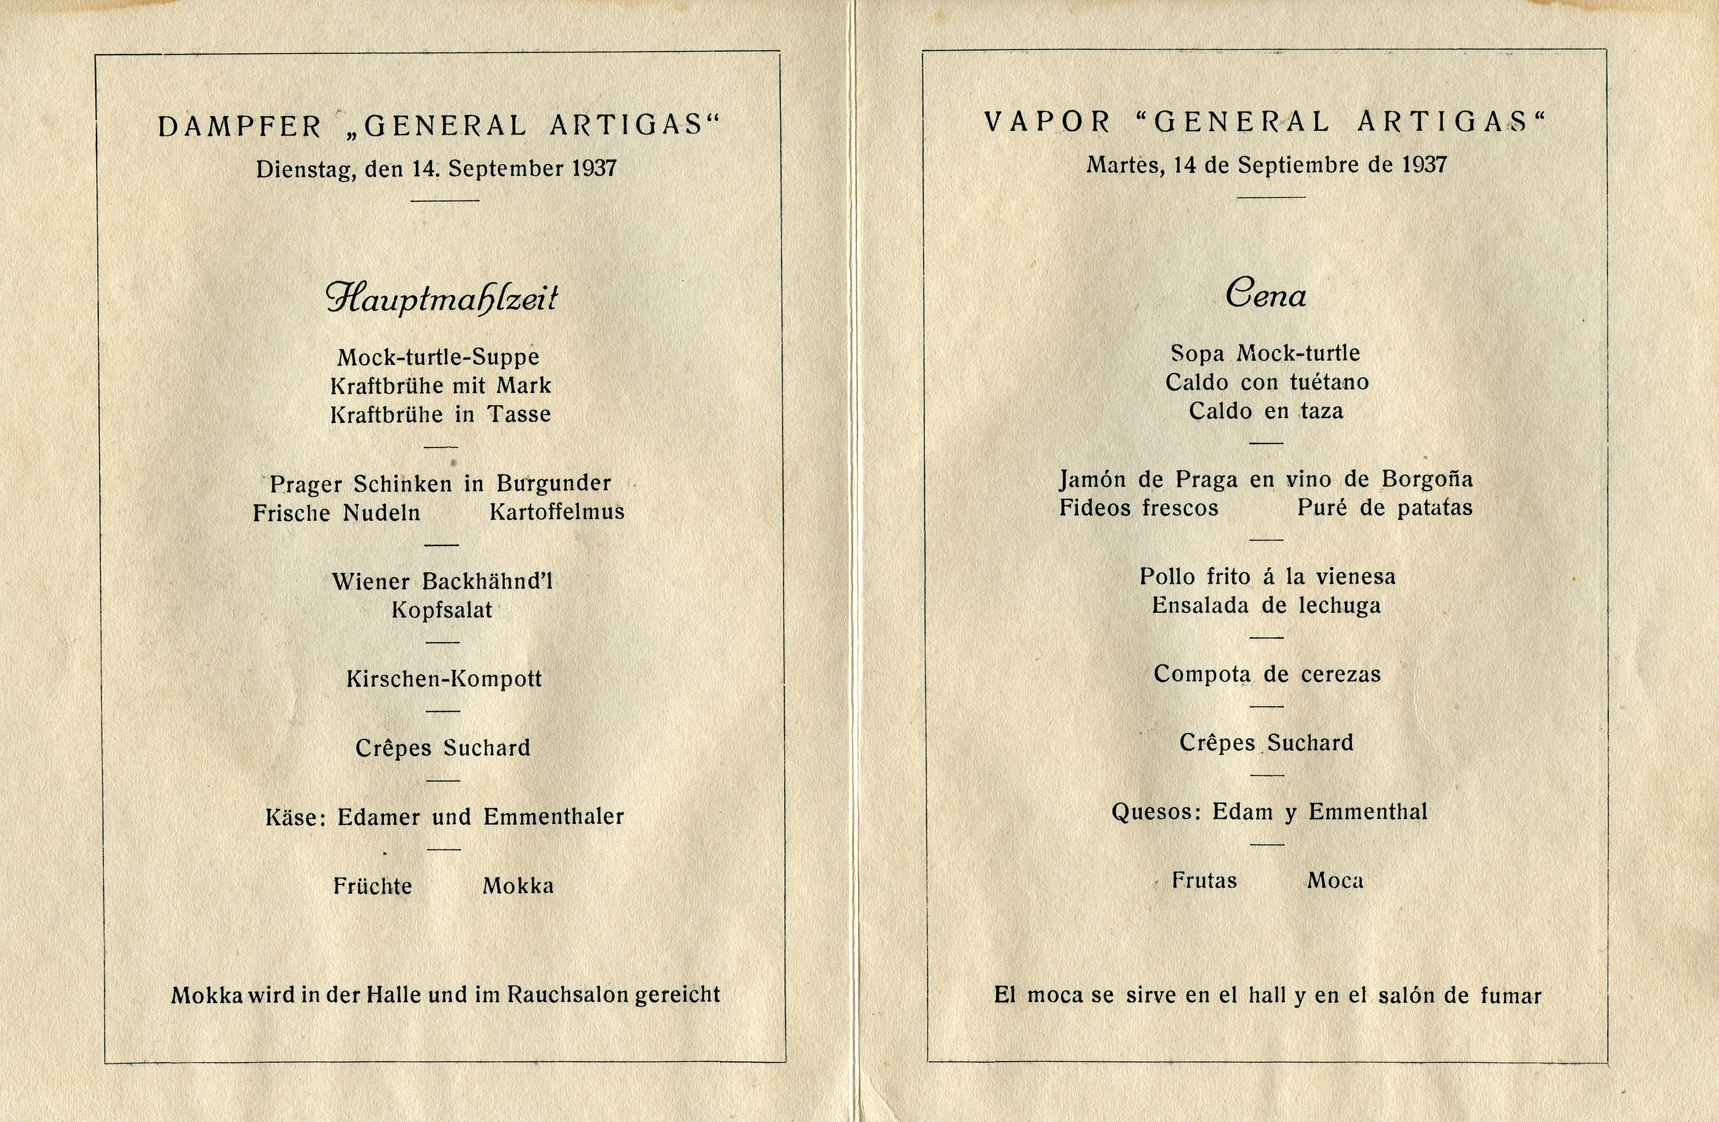 DAMPFER „GENERAL ARTIGAS“
Dienstag, den 14. September 1937
Hauptmahlzeit
Mock-turtle-Suppe
Kraftbrühe mit Mark
Kraftbrühe in Tasse
Prager Schinken in Burgunder
Frische Nudeln Kartoffelmus
Wiener Backhähnd'l
Kopfsalat
Kirschen-Kompott
Crêpes Suchard
Käse: Edamer und Emmenthaler
Früchte Mokka
Mokka wird in der Halle und im Rauchsalon gereicht
VAPOR “GENERAL ARTIGAS“
Martes, 14 de Septiembre de 1937
Cena
Sopa Mock-turtle
Caldo con tuétano
Caldo en taza
Jamón de Praga en vino de Borgoña
Fideos frescos Puré de patatas
Pollo frito á la vienesa
Ensalada de lechuga
Compota de cerezas
Crêpes Suchard
Quesos: Edam y Emmenthal
Frutas Moca
El moca se sirve en el hall y en el salón de fumar